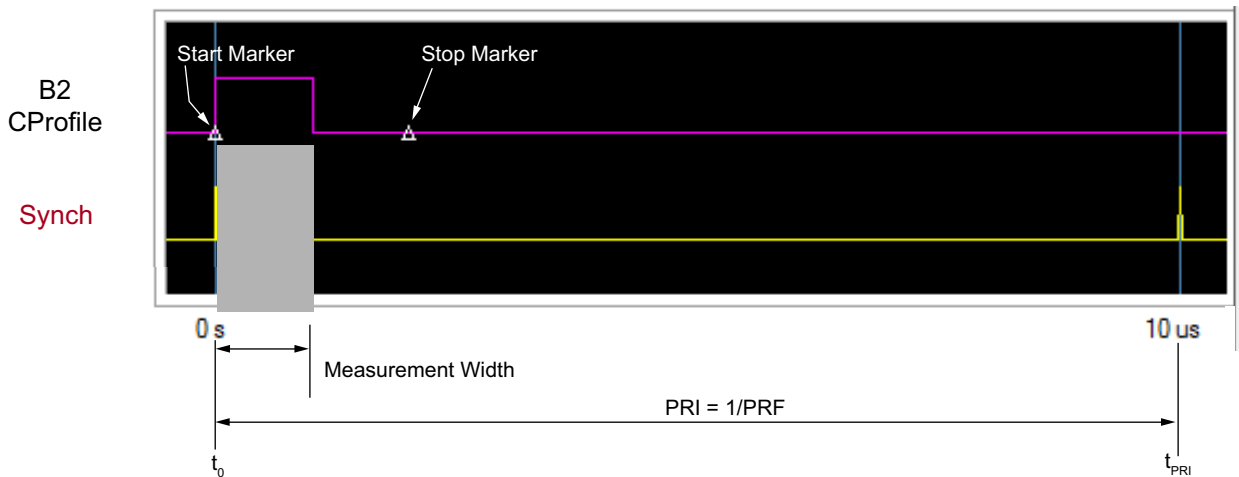 Start Marker
Stop Marker
B2
CProfile
Synch
0 s
10 us
Measurement Width
PRI = 1/PRF
t0
tPRI